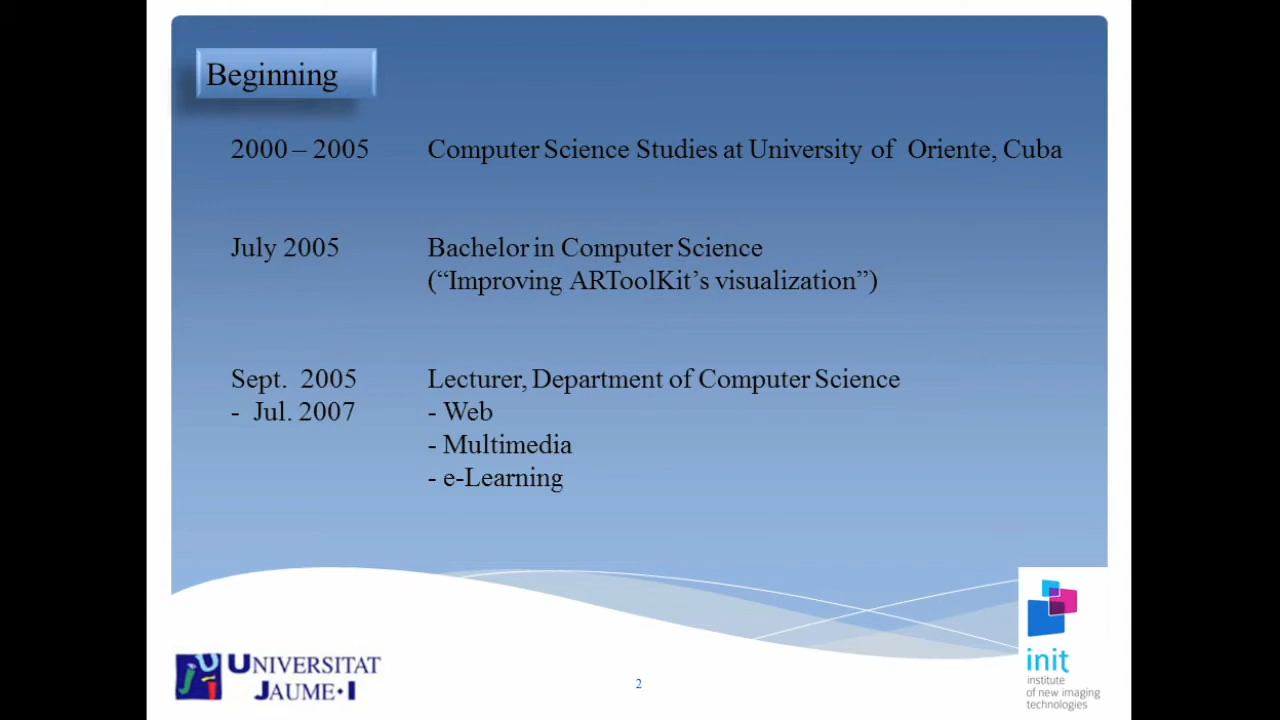 Beginning
2000 – 2005 Computer Science Studies at University of Oriente, Cuba
July 2005 Bachelor in Computer Science
(“Improving ARToolKit’s visualization”)
Sept. 2005 Lecturer, Department of Computer Science
- Jul. 2007 - Web
- Multimedia
- e-Learning
UNIVERSITAT
JAUME•I
2
init
institute
of new imaging
technologies